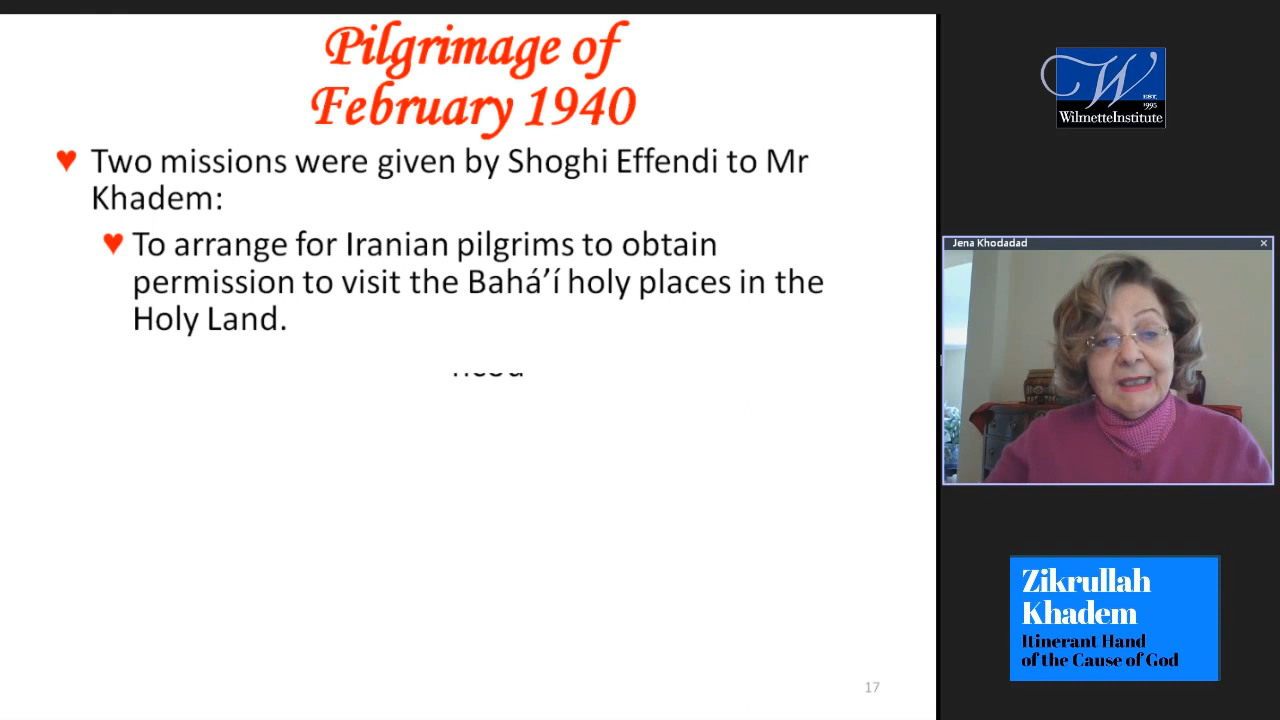 Pilgrimage of
February 1940
♥ Two missions were given by Shoghi Effendi to Mr
Khadem:
♥ To arrange for Iranian pilgrims to obtain
permission to visit the Bahá’í holy places in the
Holy Land.
17
W
EST.
1995
WilmetteInstitute
Jena Khodadad
Zikrullah
Khadem
Itinerant Hand
of the Cause of God